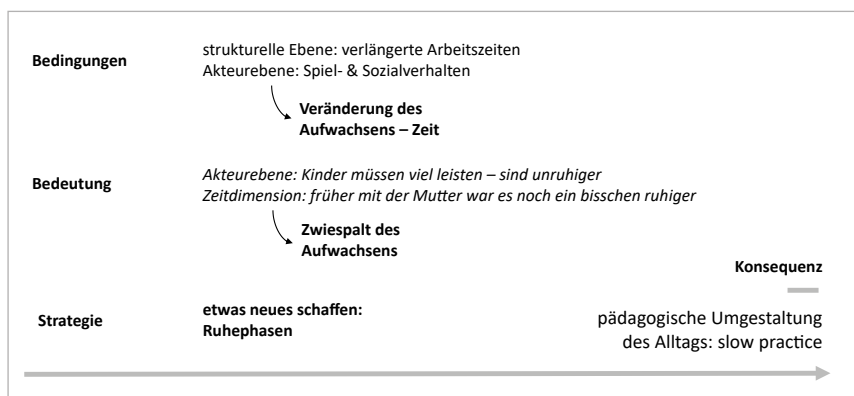 Bedingungen
strukturelle Ebene: verlängerte Arbeitszeiten
Akteurebene: Spiel- & Sozialverhalten
Veränderung des
Aufwachsens – Zeit
Bedeutung
Akteurebene: Kinder müssen viel leisten – sind unruhiger
Zeitdimension: früher mit der Mutter war es noch ein bisschen ruhiger
Zwiespalt des
Aufwachsens
Konsequenz
Strategie
etwas neues schaffen:
Ruhephasen
pädagogische Umgestaltung
des Alltags: slow practice